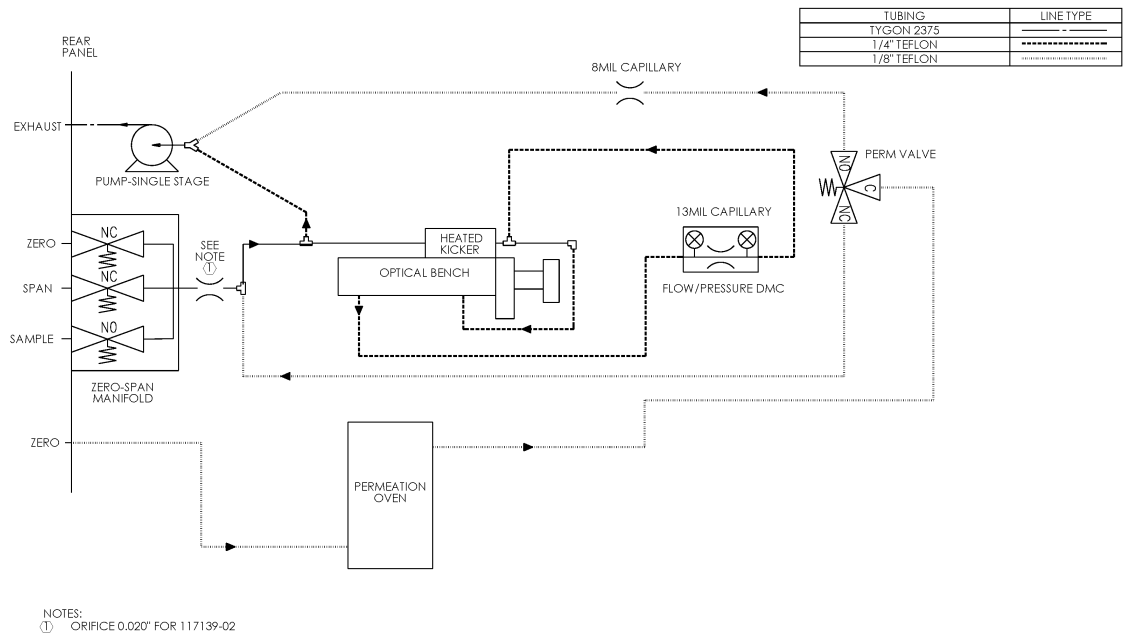 TUBING LINE TYPE
TYGON 2375
1/4" TEFLON
1/8" TEFLON
REAR
PANEL
8MIL CAPILLARY
EXHAUST
PUMP-SINGLE STAGE
PERM VALVE
NO
C
NC
13MIL CAPILLARY
FLOW/PRESSURE DMC
HEATED
KICKER
OPTICAL BENCH
SEE
NOTE
1
ZERO
NC
SPAN
NC
SAMPLE
NO
ZERO-SPAN
MANIFOLD
ZERO
PERMEATION
OVEN
NOTES:
1 ORIFICE 0.020" FOR 117139-02